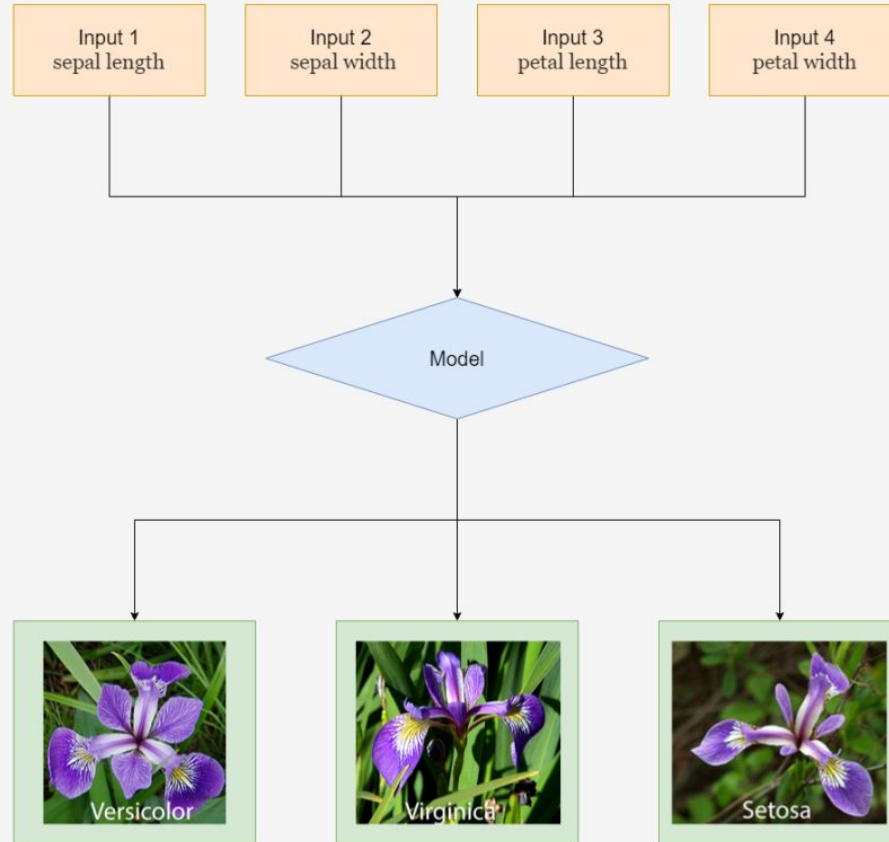 Input 1
sepal length
Input 2
sepal width
Input 3
petal length
Input 4
petal width
Model
Versicolor
Virginica
Setosa